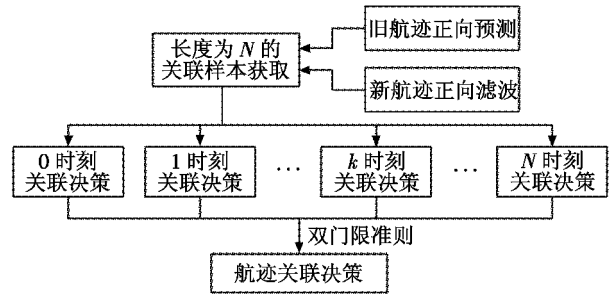 旧航迹正向预测
长度为 N 的
关联样本获取
新航迹正向滤波
0 时刻
关联决策
1 时刻
关联决策
…
k 时刻
关联决策
…
N 时刻
关联决策
双门限准则
航迹关联决策